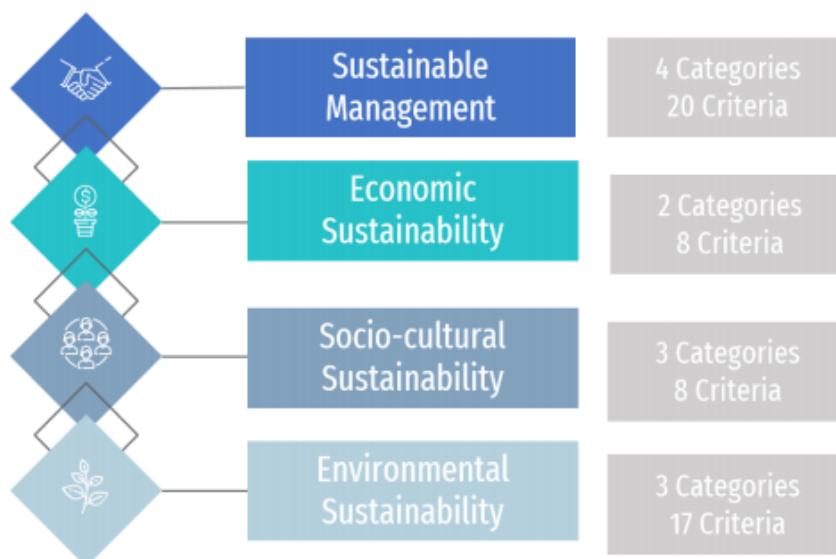 Sustainable
Management
4 Categories
20 Criteria
Economic
Sustainability
2 Categories
8 Criteria
Socio-cultural
Sustainability
3 Categories
8 Criteria
Environmental
Sustainability
3 Categories
17 Criteria